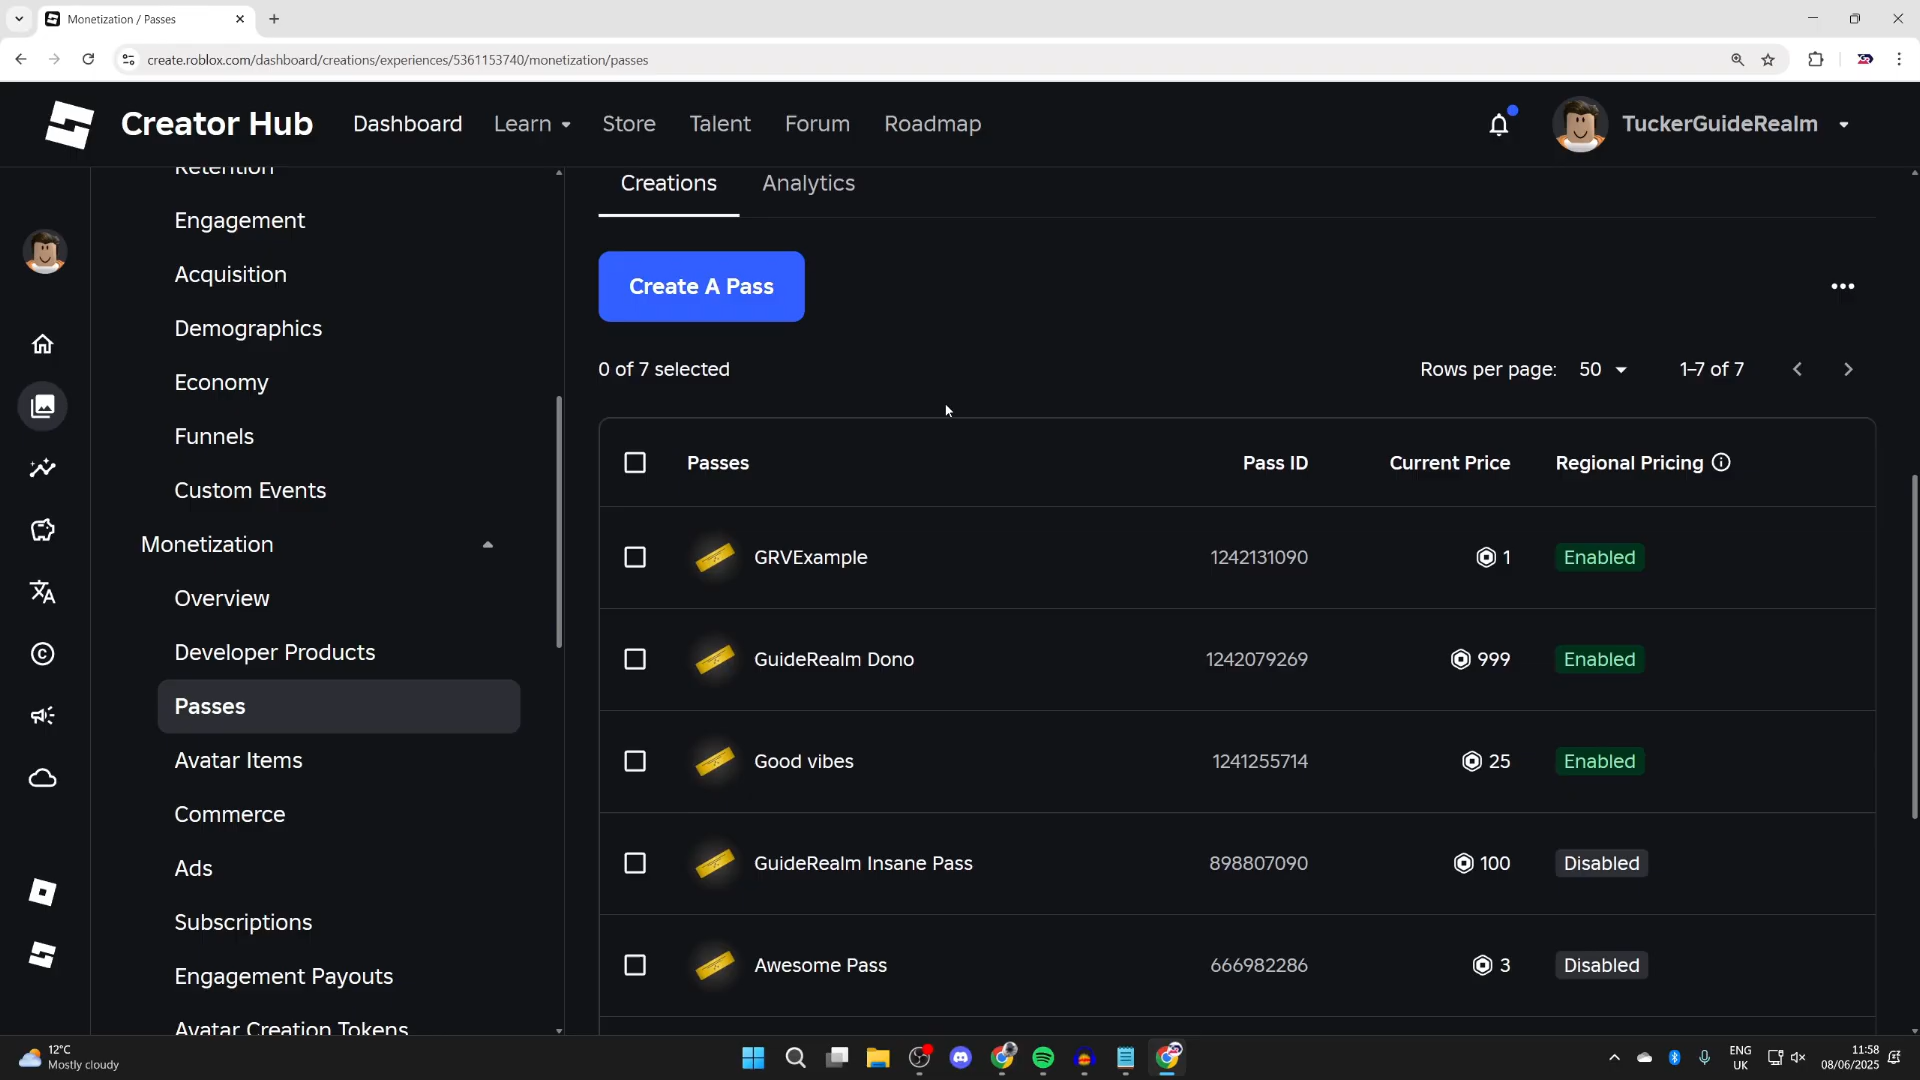 Monetization / Passes
create.roblox.com/dashboard/creations/experiences/5361153740/monetization/passes
Creator Hub
Dashboard
Learn
Store
Talent
Forum
Roadmap
TuckerGuideRealm
Retention
Engagement
Acquisition
Demographics
Economy
Funnels
Custom Events
Monetization
Overview
Developer Products
Passes
Avatar Items
Commerce
Ads
Subscriptions
Engagement Payouts
Avatar Creation Tokens
Creations
Analytics
Create A Pass
0 of 7 selected
Rows per page: 50
1–7 of 7
Passes Pass ID Current Price Regional Pricing
GRVExample 1242131090 1 Enabled
GuideRealm Dono 1242079269 999 Enabled
Good vibes 1241255714 25 Enabled
GuideRealm Insane Pass 898807090 100 Disabled
Awesome Pass 666982286 3 Disabled
12°C
Mostly cloudy
ENG
UK
11:58
08/06/2025